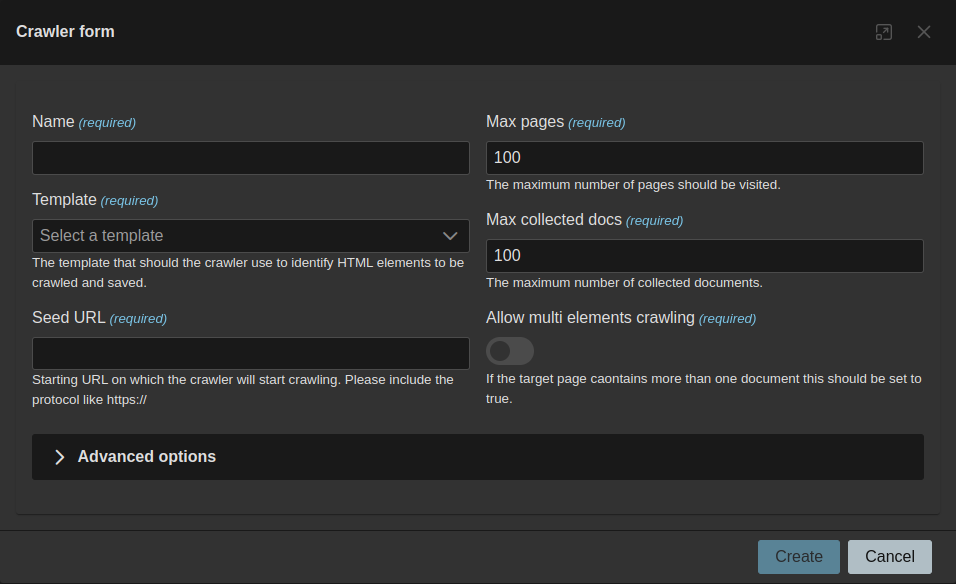 Crawler form
Name (required)
Template (required)
Select a template
The template that should the crawler use to identify HTML elements to be
crawled and saved.
Seed URL (required)
Starting URL on which the crawler will start crawling. Please include the
protocol like https://
Max pages (required)
100
The maximum number of pages should be visited.
Max collected docs (required)
100
The maximum number of collected documents.
Allow multi elements crawling (required)
If the target page caontains more than one document this should be set to
true.
Advanced options
Create
Cancel